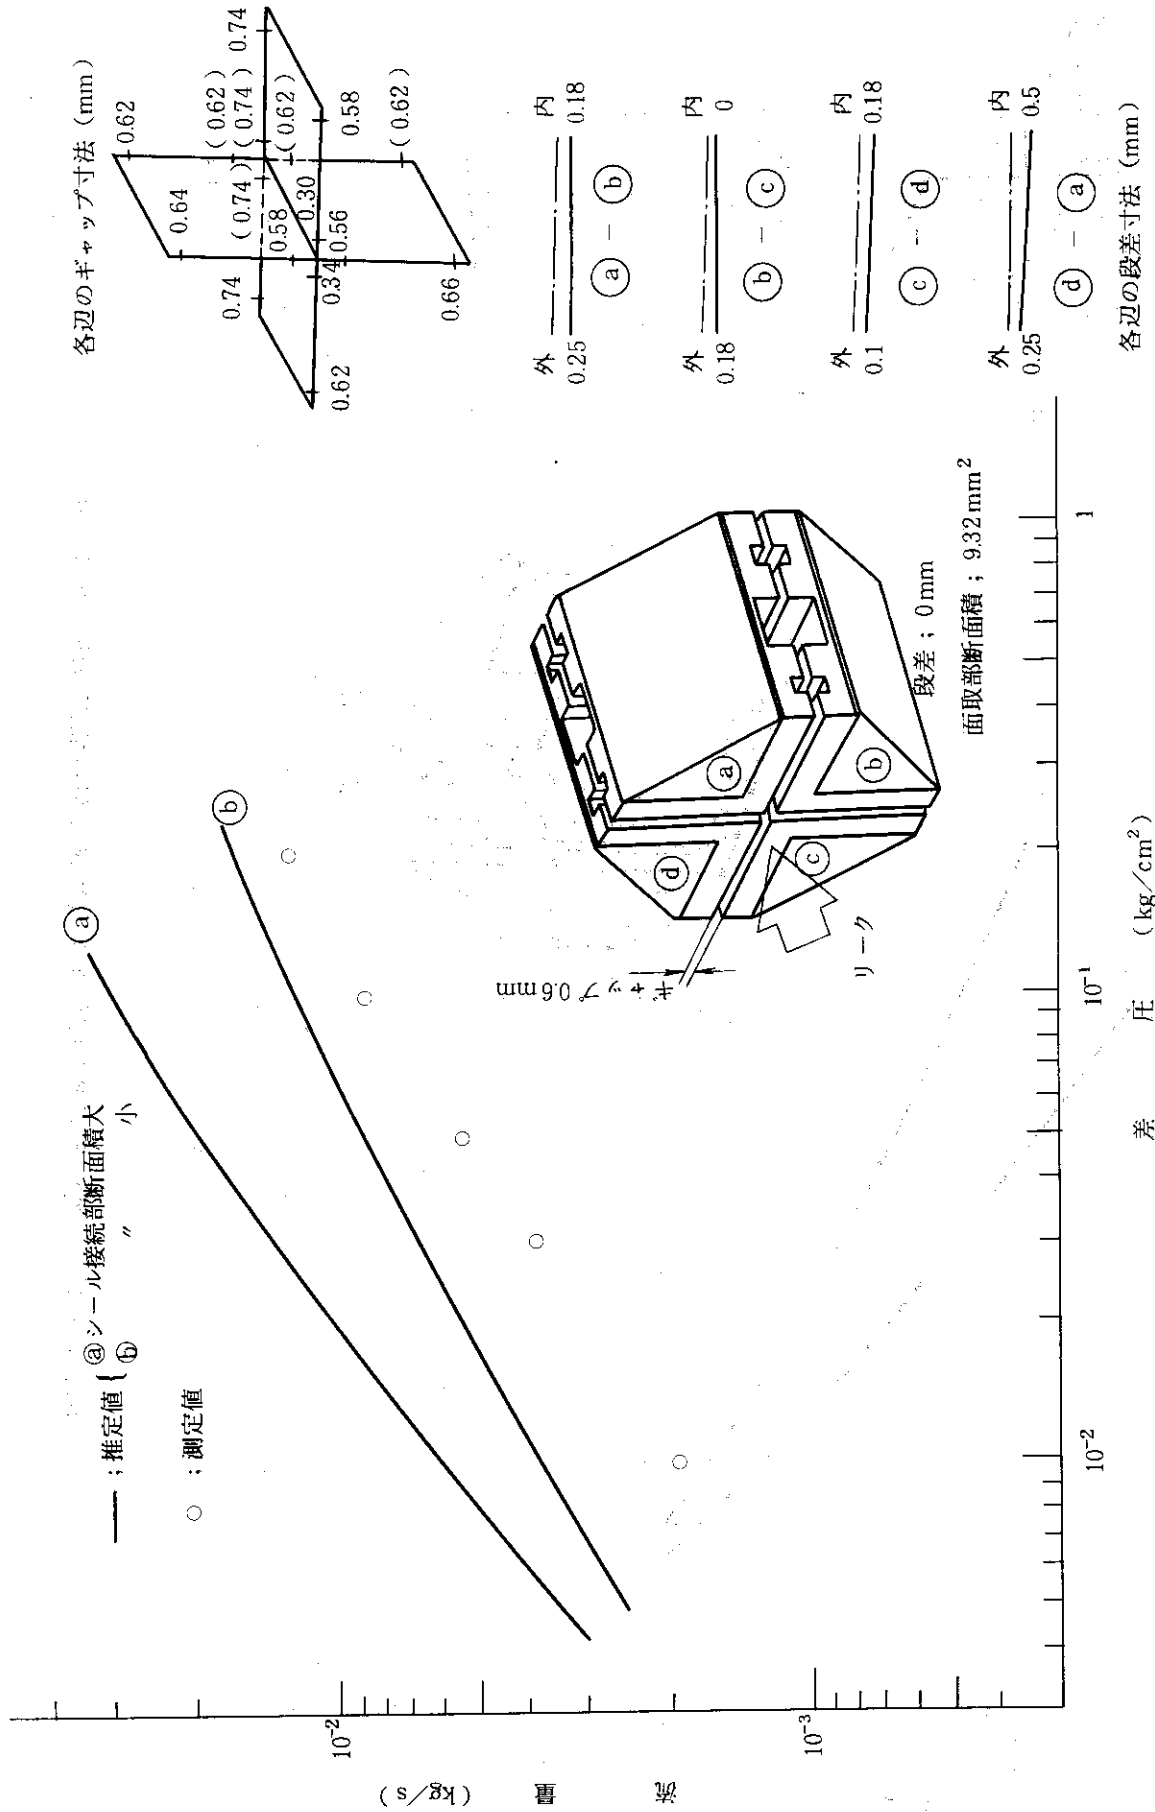 —— ; 推定値 { ⓐシール接続部断面積大
ⓑ 〃 小
○ ; 測定値
ⓐ
ⓑ
流量 (kg/s)
10⁻²
10⁻³
10⁻²
10⁻¹
1
差圧 (kg/cm²)
ギャップ0.6mm
リーク
ⓐ
ⓑ
ⓒ
ⓓ
段差 ; 0mm
面取部断面積 ; 9.32mm²
各辺のギャップ寸法 (mm)
0.62
0.64
(0.62)
(0.74)
(0.74)
0.74
(0.62)
0.74
0.58
0.30
0.58
0.34
0.56
0.62
0.66
(0.62)
外 内
0.25 0.18
ⓐ － ⓑ
外 内
0.18 0
ⓑ － ⓒ
外 内
0.1 0.18
ⓒ － ⓓ
外 内
0.25 0.5
ⓓ － ⓐ
各辺の段差寸法 (mm)